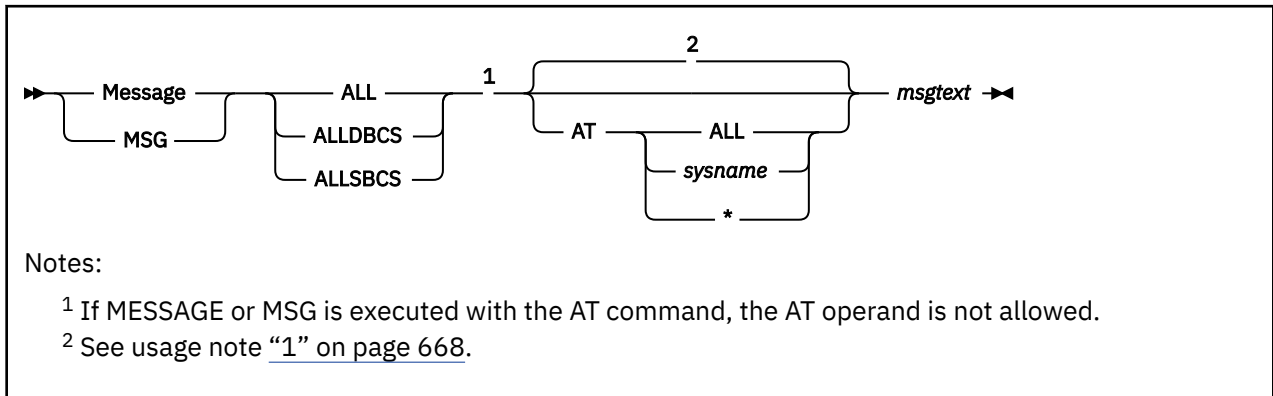 2
Message ALL 1 msgtext
MSG ALLDBCS AT ALL
ALLSBCS sysname
*
Notes:
1 If MESSAGE or MSG is executed with the AT command, the AT operand is not allowed.
2 See usage note “1” on page 668.